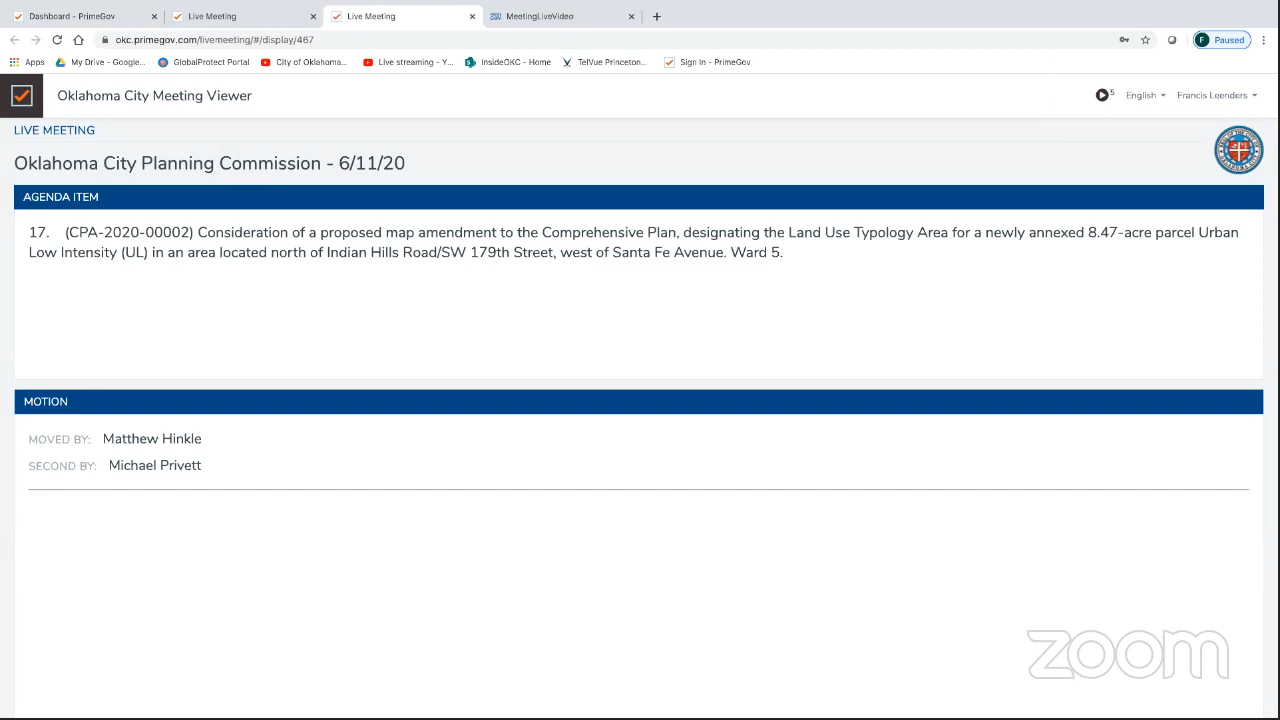 Dashboard - PrimeGov
Live Meeting
Live Meeting
MeetingLiveVideo
okc.primegov.com/livemeeting/#/display/467
F Paused
Apps
My Drive - Google...
GlobalProtect Portal
City of Oklahoma...
Live streaming - Y...
InsideOKC - Home
TelVue Princeton...
Sign In - PrimeGov
Oklahoma City Meeting Viewer
5
English
Francis Leenders
LIVE MEETING
Oklahoma City Planning Commission - 6/11/20
AGENDA ITEM
17. (CPA-2020-00002) Consideration of a proposed map amendment to the Comprehensive Plan, designating the Land Use Typology Area for a newly annexed 8.47-acre parcel Urban
Low Intensity (UL) in an area located north of Indian Hills Road/SW 179th Street, west of Santa Fe Avenue. Ward 5.
MOTION
MOVED BY: Matthew Hinkle
SECOND BY: Michael Privett
zoom